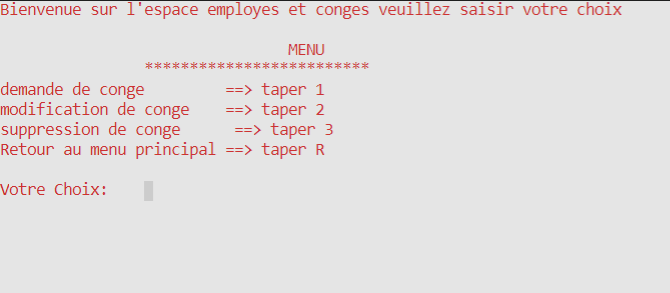 Bienvenue sur l'espace employes et conges veuillez saisir votre choix
MENU
*************************
demande de conge ==> taper 1
modification de conge ==> taper 2
suppression de conge ==> taper 3
Retour au menu principal ==> taper R
Votre Choix: